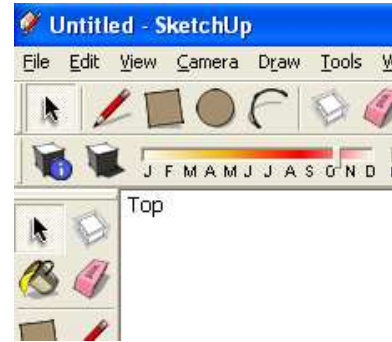 Untitled - SketchUp
File Edit View Camera Draw Tools
J F M A M J J A S O N D
Top